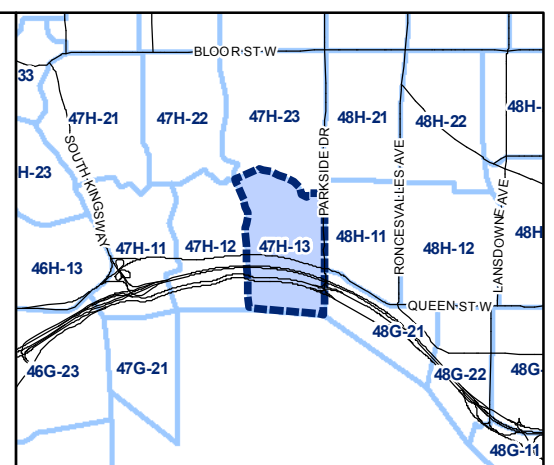 BLOOR ST W
33
47H-21
47H-22
47H-23
48H-21
48H-22
48H-
SOUTH KINGSWAY
PARKSIDE DR
RONCESVALLES AVE
LANSDOWNE AVE
H-23
46H-13
47H-11
47H-12
47H-13
48H-11
48H-12
48H
QUEEN ST W
48G-21
46G-23
47G-21
48G-22
48G-
48G-11